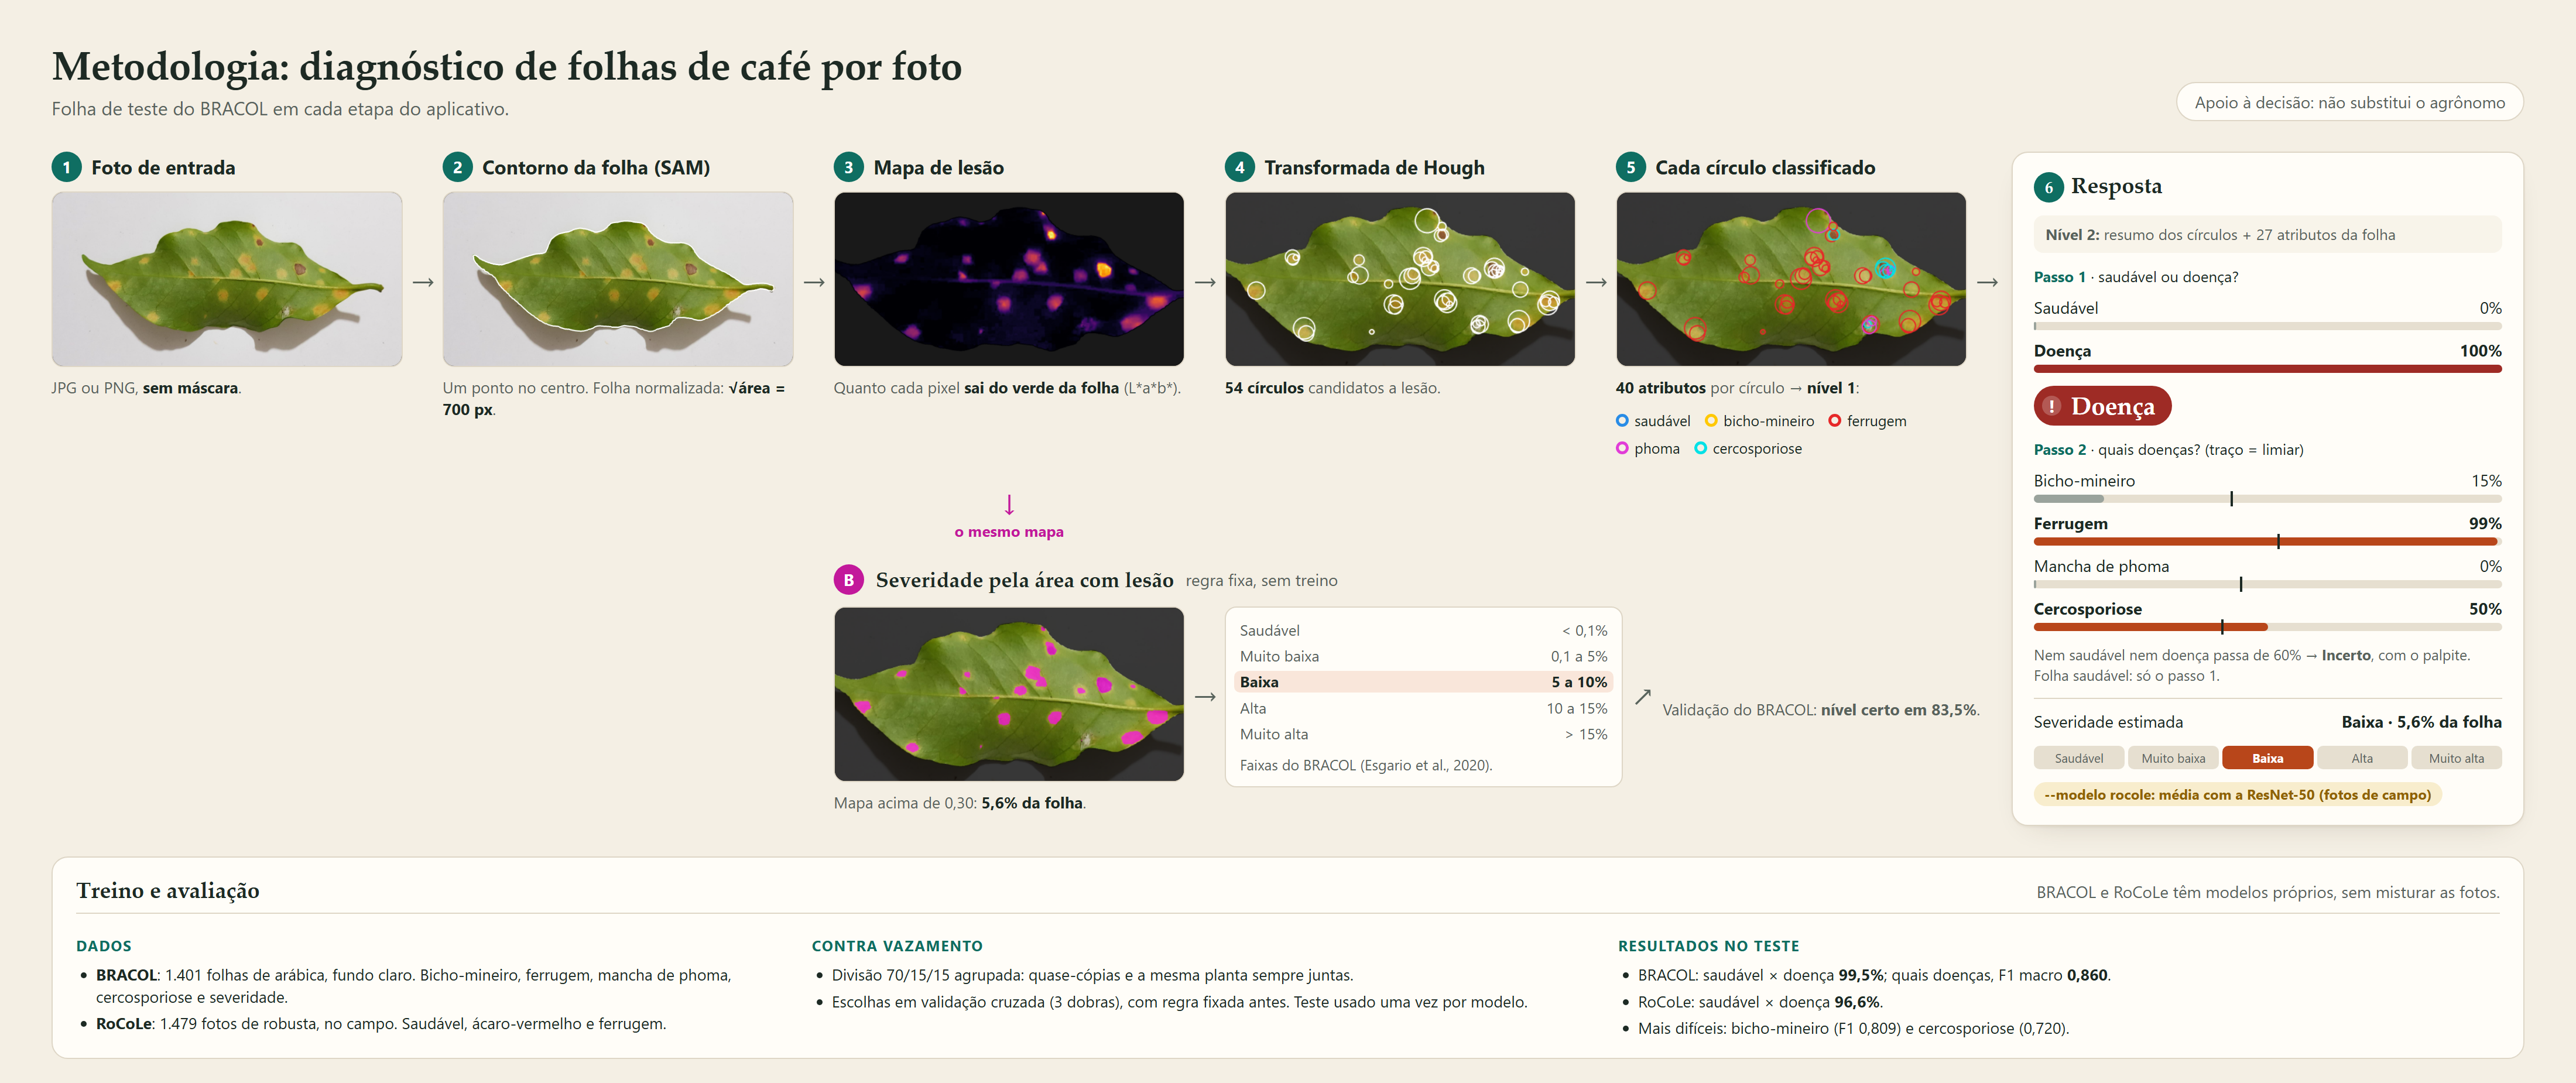 Metodologia: diagnóstico de folhas de café por foto
Folha de teste do BRACOL em cada etapa do aplicativo.
Apoio à decisão: não substitui o agrônomo
1 Foto de entrada
JPG ou PNG, sem máscara.
→
2 Contorno da folha (SAM)
Um ponto no centro. Folha normalizada: √área =
700 px.
→
3 Mapa de lesão
Quanto cada pixel sai do verde da folha (L*a*b*).
→
4 Transformada de Hough
54 círculos candidatos a lesão.
→
5 Cada círculo classificado
40 atributos por círculo → nível 1:
saudável bicho-mineiro ferrugem
phoma cercosporiose
→
↓
o mesmo mapa
B Severidade pela área com lesão regra fixa, sem treino
Mapa acima de 0,30: 5,6% da folha.
→
Saudável < 0,1%
Muito baixa 0,1 a 5%
Baixa 5 a 10%
Alta 10 a 15%
Muito alta > 15%
Faixas do BRACOL (Esgario et al., 2020).
↗
Validação do BRACOL: nível certo em 83,5%.
6 Resposta
Nível 2: resumo dos círculos + 27 atributos da folha
Passo 1 · saudável ou doença?
Saudável 0%
Doença 100%
! Doença
Passo 2 · quais doenças? (traço = limiar)
Bicho-mineiro 15%
Ferrugem 99%
Mancha de phoma 0%
Cercosporiose 50%
Nem saudável nem doença passa de 60% → Incerto, com o palpite.
Folha saudável: só o passo 1.
Severidade estimada Baixa · 5,6% da folha
Saudável Muito baixa Baixa Alta Muito alta
--modelo rocole: média com a ResNet-50 (fotos de campo)
Treino e avaliação
BRACOL e RoCoLe têm modelos próprios, sem misturar as fotos.
DADOS
• BRACOL: 1.401 folhas de arábica, fundo claro. Bicho-mineiro, ferrugem, mancha de phoma,
cercosporiose e severidade.
• RoCoLe: 1.479 fotos de robusta, no campo. Saudável, ácaro-vermelho e ferrugem.
CONTRA VAZAMENTO
• Divisão 70/15/15 agrupada: quase-cópias e a mesma planta sempre juntas.
• Escolhas em validação cruzada (3 dobras), com regra fixada antes. Teste usado uma vez por modelo.
RESULTADOS NO TESTE
• BRACOL: saudável × doença 99,5%; quais doenças, F1 macro 0,860.
• RoCoLe: saudável × doença 96,6%.
• Mais difíceis: bicho-mineiro (F1 0,809) e cercosporiose (0,720).